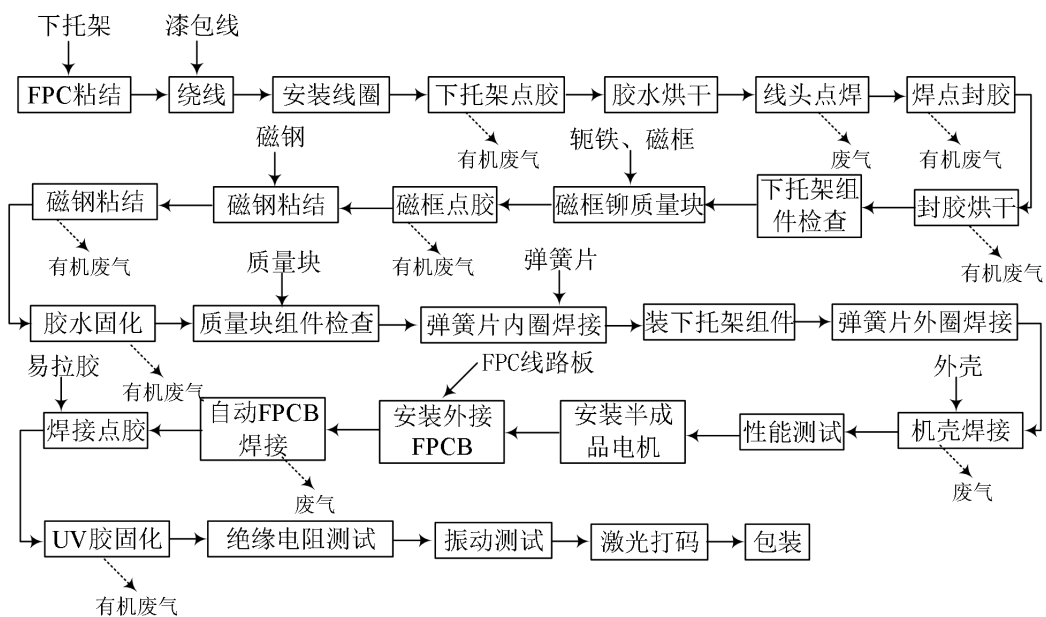 下托架
漆包线
FPC粘结
绕线
安装线圈
下托架点胶
胶水烘干
线头点焊
焊点封胶
有机废气
废气
有机废气
磁钢
轭铁、磁框
磁钢粘结
磁钢粘结
磁框点胶
磁框铆质量块
下托架组
件检查
封胶烘干
有机废气
有机废气
有机废气
质量块
弹簧片
胶水固化
质量块组件检查
弹簧片内圈焊接
装下托架组件
弹簧片外圈焊接
易拉胶
有机废气
FPC线路板
外壳
焊接点胶
自动FPCB
焊接
安装外接
FPCB
安装半成
品电机
性能测试
机壳焊接
废气
废气
UV胶固化
绝缘电阻测试
振动测试
激光打码
包装
有机废气